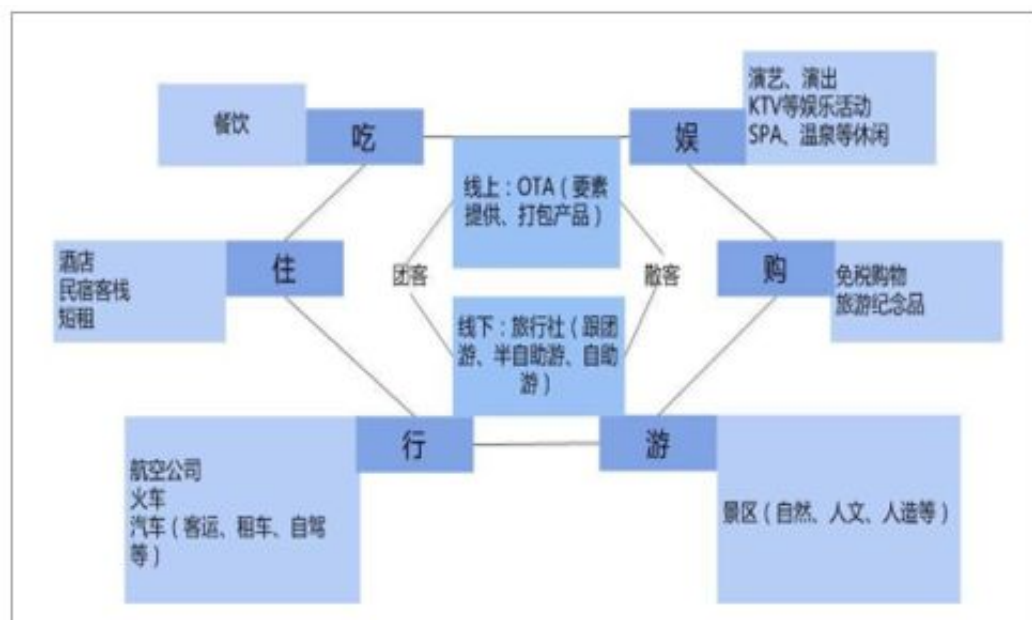 餐饮
吃
娱
演艺、演出
KTV等娱乐活动
SPA、温泉等休闲
线上：OTA（要素
提供、打包产品）
酒店
民宿客栈
短租
住
团客
散客
购
免税购物
旅游纪念品
线下：旅行社（跟团
游、半自助游、自助
游）
航空公司
火车
汽车（客运、租车、自驾
等）
行
游
景区（自然、人文、人造等）